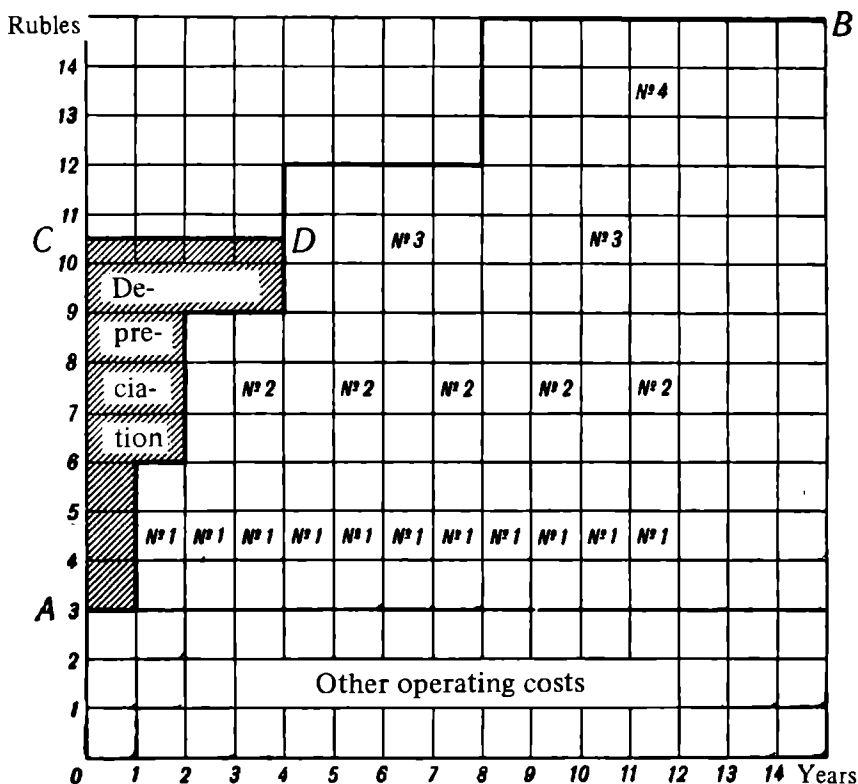 Rubles
B
14
Nº 4
13
12
11
C
D
Nº 3
Nº 3
10
De-
9
pre-
8
cia-
Nº 2
Nº 2
Nº 2
Nº 2
Nº 2
7
tion
6
5
Nº 1
Nº 1
Nº 1
Nº 1
Nº 1
Nº 1
Nº 1
Nº 1
Nº 1
Nº 1
Nº 1
4
A
3
2
Other operating costs
1
0 1 2 3 4 5 6 7 8 9 10 11 12 13 14 Years